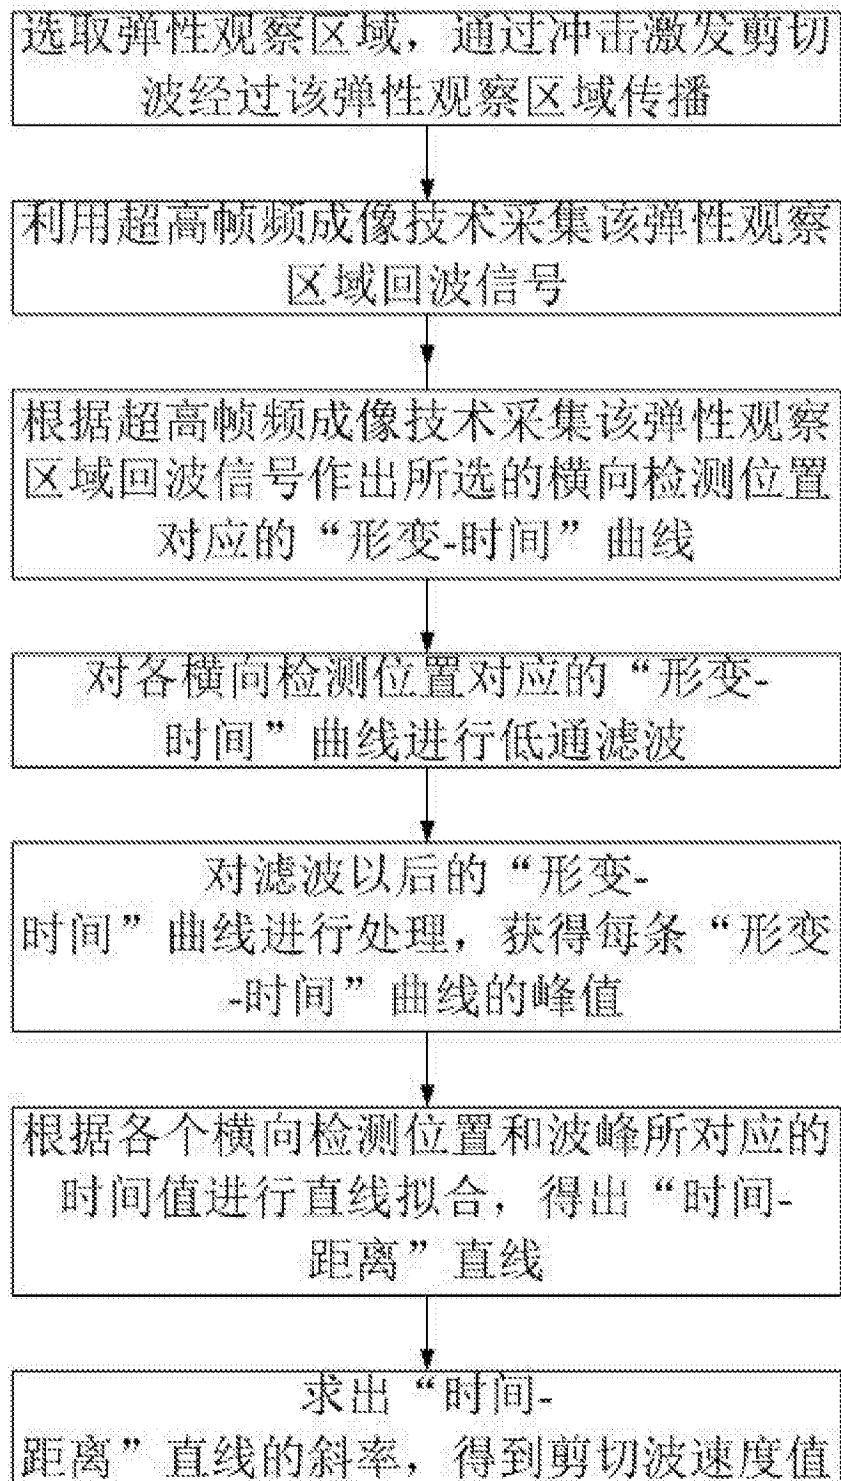 选取弹性观察区域，通过冲击激发剪切
波经过该弹性观察区域传播
利用超高帧频成像技术采集该弹性观察
区域回波信号
根据超高帧频成像技术采集该弹性观察
区域回波信号作出所选的横向检测位置
对应的“形变-时间”曲线
对各横向检测位置对应的“形变-
时间”曲线进行低通滤波
对滤波以后的“形变-
时间”曲线进行处理，获得每条“形变
-时间”曲线的峰值
根据各个横向检测位置和波峰所对应的
时间值进行直线拟合，得出“时间-
距离”直线
求出“时间-
距离”直线的斜率，得到剪切波速度值